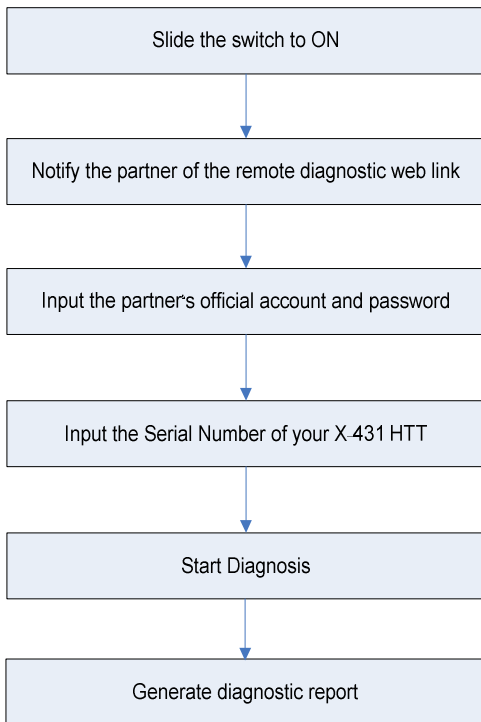 Slide the switch to ON
Notify the partner of the remote diagnostic web link
Input the partner's official account and password
Input the Serial Number of your X-431 HTT
Start Diagnosis
Generate diagnostic report